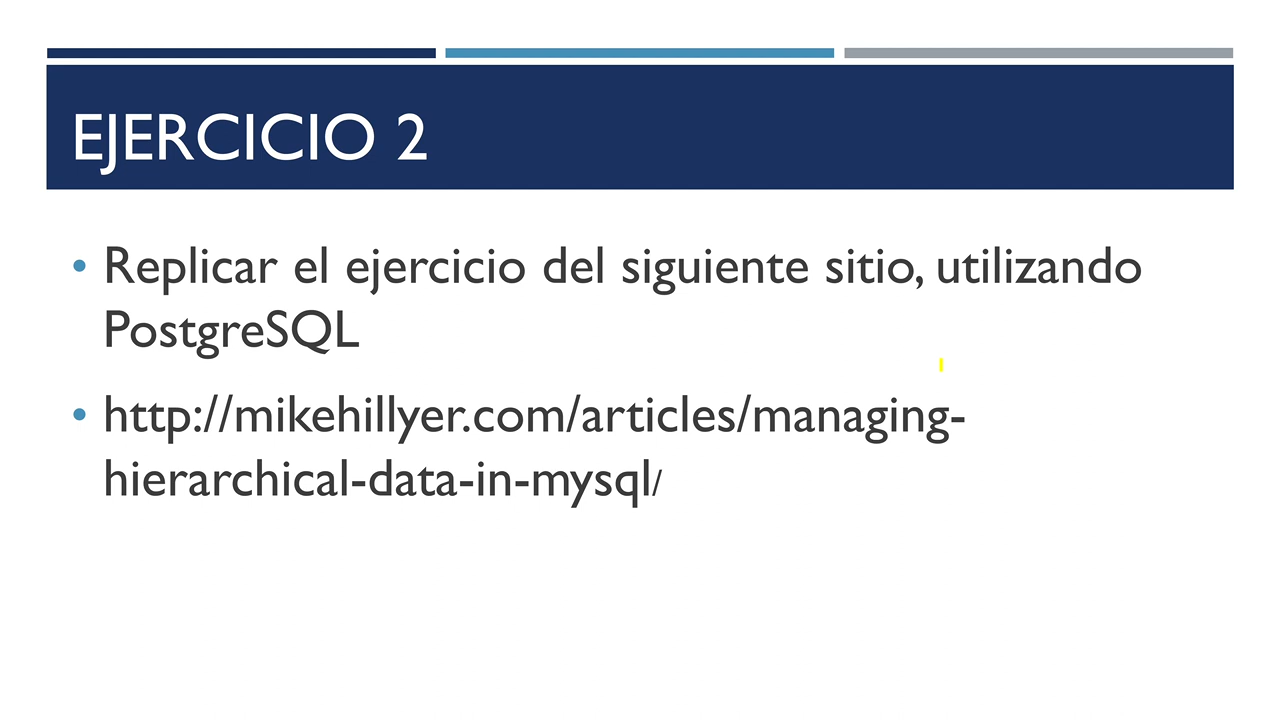 EJERCICIO 2
• Replicar el ejercicio del siguiente sitio, utilizando
PostgreSQL
• http://mikehillyer.com/articles/managing-
hierarchical-data-in-mysql/